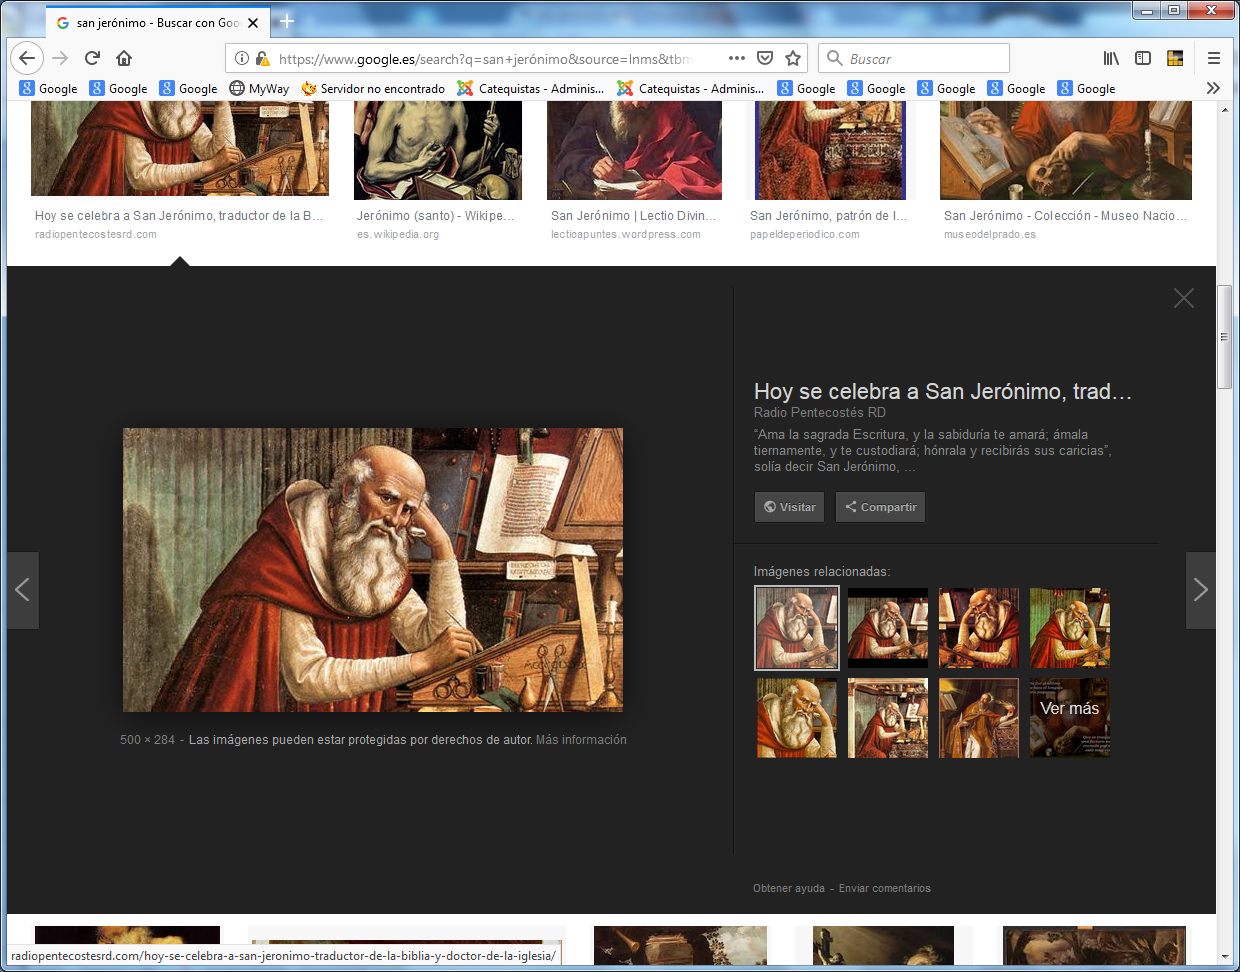 san jerónimo - Buscar con Goo
https://www.google.es/search?q=san+jerónimo&source=lnms&tbm
Buscar
Google
Google
Google
MyWay
Servidor no encontrado
Catequistas - Adminis...
Catequistas - Adminis...
Google
Google
Google
Google
Google
Hoy se celebra a San Jerónimo, traductor de la B...
radiopentecostesrd.com
Jerónimo (santo) - Wikipe...
es.wikipedia.org
San Jerónimo | Lectio Divin...
lectioapuntes.wordpress.com
San Jerónimo, patrón de l...
papeldeperiodico.com
San Jerónimo - Colección - Museo Nacio...
museodelprado.es
Hoy se celebra a San Jerónimo, trad...
Radio Pentecostés RD
“Ama la sagrada Escritura, y la sabiduría te amará; ámala
tiernamente, y te custodiará; hónrala y recibirás sus caricias”,
solía decir San Jerónimo, ...
Visitar
Compartir
Imágenes relacionadas:
Ver más
500 × 284 - Las imágenes pueden estar protegidas por derechos de autor. Más información
Obtener ayuda - Enviar comentarios
radiopentecostesrd.com/hoy-se-celebra-a-san-jeronimo-traductor-de-la-biblia-y-doctor-de-la-iglesia/